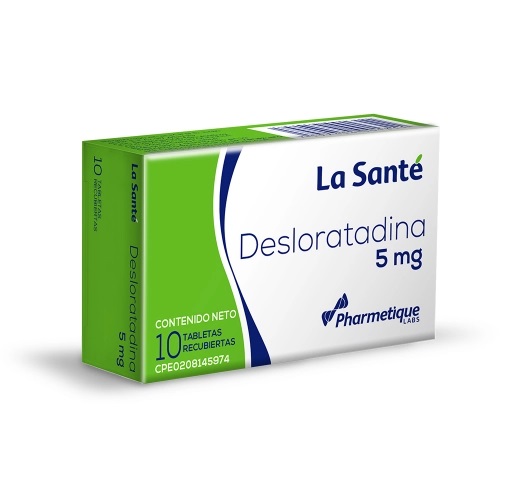 La Santé
Desloratadina
5 mg
Pharmetique
LABS
CONTENIDO NETO
10 TABLETAS
RECUBIERTAS
CPE0208145974
10 TABLETAS
RECUBIERTAS
La Santé
Desloratadina
5 mg